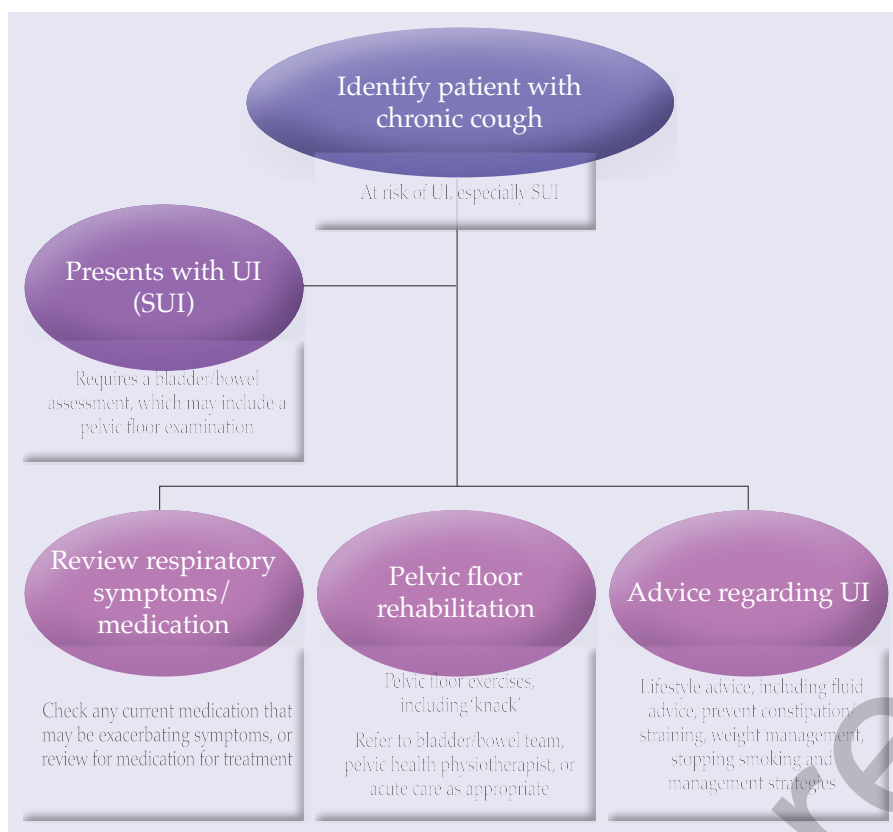 Identify patient with
chronic cough
At risk of UI, especially SUI
Presents with UI
(SUI)
Requires a bladder/bowel
assessment, which may include a
pelvic floor examination
Review respiratory
symptoms/
medication
Check any current medication that
may be exacerbating symptoms, or
review for medication for treatment
Pelvic floor
rehabilitation
Pelvic floor exercises,
including ‘knack’
Refer to bladder/bowel team,
pelvic health physiotherapist, or
acute care as appropriate
Advice regarding UI
Lifestyle advice, including fluid
advice, prevent constipation/
straining, weight management,
stopping smoking and
management strategies
re